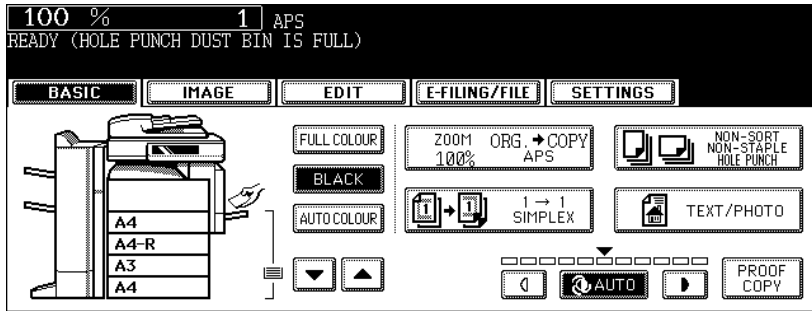 100 % 1 APS
READY (HOLE PUNCH DUST BIN IS FULL)
BASIC IMAGE EDIT E-FILING/FILE SETTINGS
FULL COLOUR
BLACK
AUTO COLOUR
ZOOM ORG.➔COPY
100% APS
NON-SORT
NON-STAPLE
HOLE PUNCH
1 1 1 → 1
SIMPLEX
TEXT/PHOTO
A4
A4-R
A3
A4
AUTO
PROOF
COPY